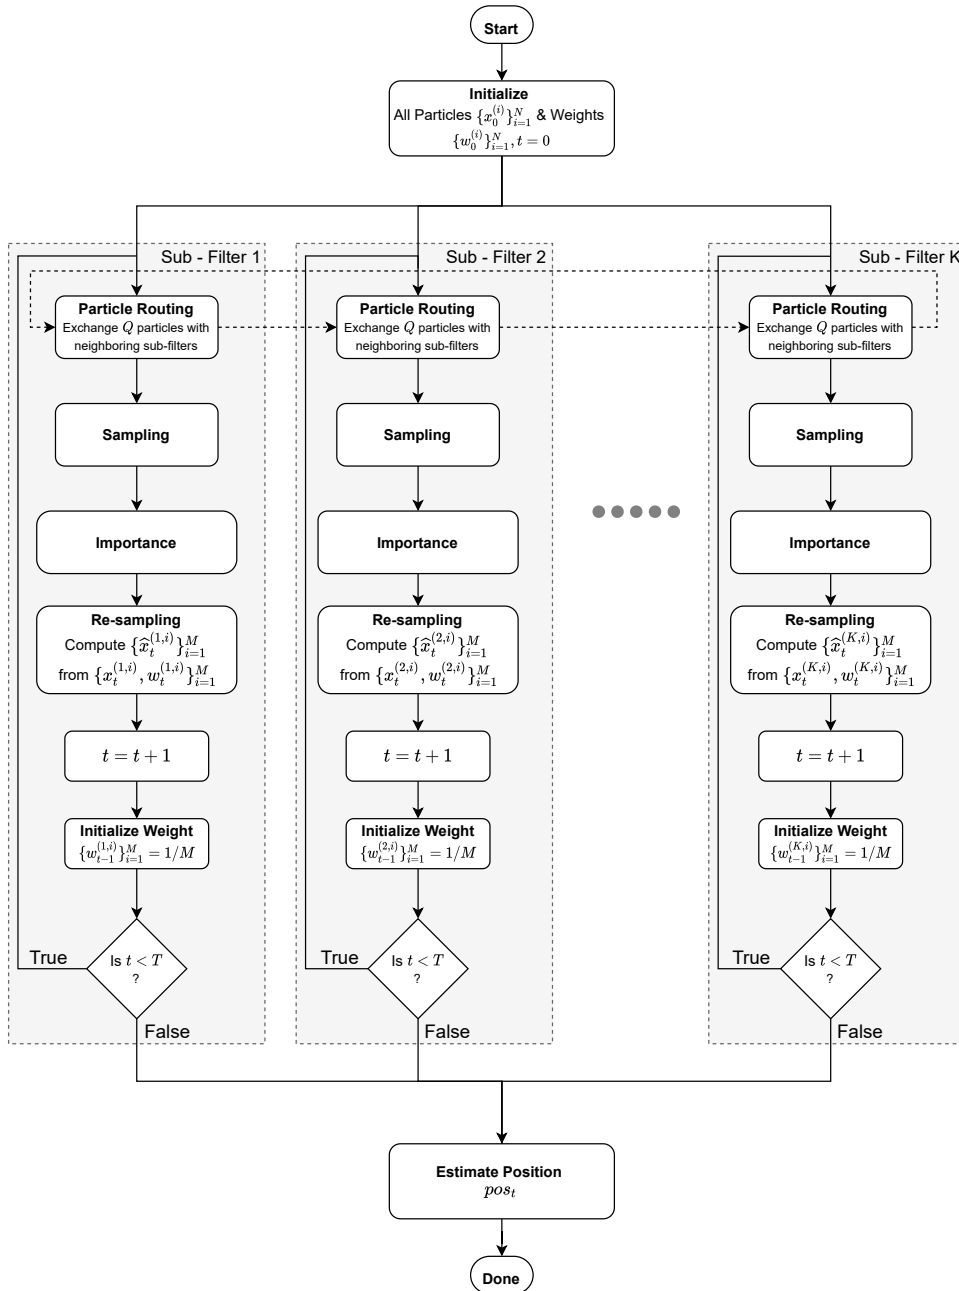 Start
Initialize
All Particles $\{x_0^{(i)}\}_{i=1}^N$ & Weights
$\{w_0^{(i)}\}_{i=1}^N, t = 0$
Sub - Filter 1
Particle Routing
Exchange $Q$ particles with
neighboring sub-filters
Sampling
Importance
Re-sampling
Compute $\{\widehat{x}_t^{(1,i)}\}_{i=1}^M$
from $\{x_t^{(1,i)}, w_t^{(1,i)}\}_{i=1}^M$
$t = t + 1$
Initialize Weight
$\{w_{t-1}^{(1,i)}\}_{i=1}^M = 1/M$
Is $t < T$
?
True
False
Sub - Filter 2
Particle Routing
Exchange $Q$ particles with
neighboring sub-filters
Sampling
Importance
Re-sampling
Compute $\{\widehat{x}_t^{(2,i)}\}_{i=1}^M$
from $\{x_t^{(2,i)}, w_t^{(2,i)}\}_{i=1}^M$
$t = t + 1$
Initialize Weight
$\{w_{t-1}^{(2,i)}\}_{i=1}^M = 1/M$
Is $t < T$
?
True
False
Sub - Filter K
Particle Routing
Exchange $Q$ particles with
neighboring sub-filters
Sampling
Importance
Re-sampling
Compute $\{\widehat{x}_t^{(K,i)}\}_{i=1}^M$
from $\{x_t^{(K,i)}, w_t^{(K,i)}\}_{i=1}^M$
$t = t + 1$
Initialize Weight
$\{w_{t-1}^{(K,i)}\}_{i=1}^M = 1/M$
Is $t < T$
?
True
False
Estimate Position
$pos_t$
Done